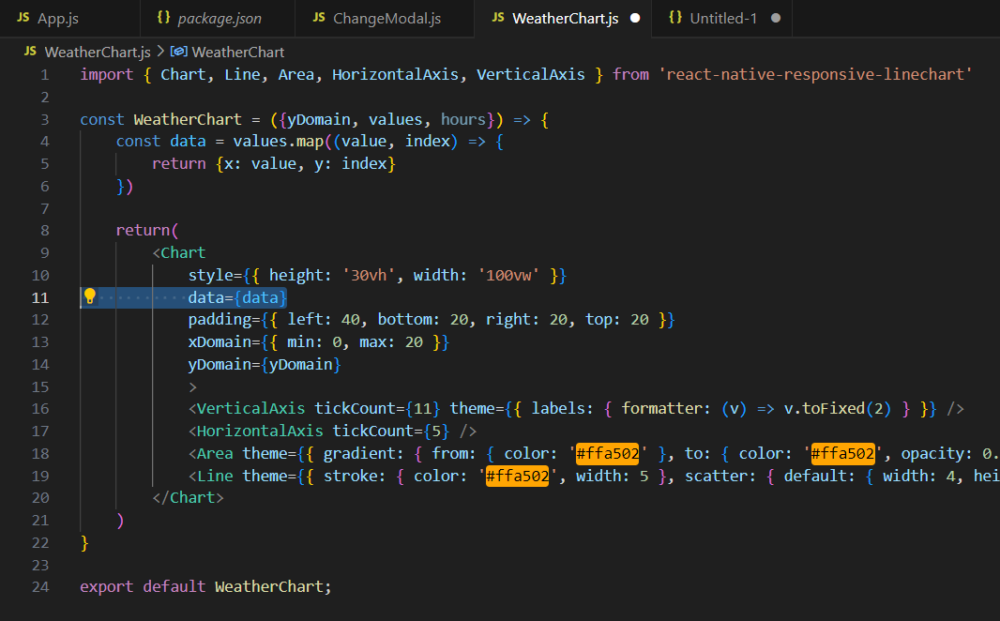 JS App.js {} package.json JS ChangeModal.js JS WeatherChart.js {} Untitled-1
JS WeatherChart.js > WeatherChart
1 import { Chart, Line, Area, HorizontalAxis, VerticalAxis } from 'react-native-responsive-linechart'
2
3 const WeatherChart = ({yDomain, values, hours}) => {
4 const data = values.map((value, index) => {
5 return {x: value, y: index}
6 })
7
8 return(
9 <Chart
10 style={{ height: '30vh', width: '100vw' }}
11 data={data}
12 padding={{ left: 40, bottom: 20, right: 20, top: 20 }}
13 xDomain={{ min: 0, max: 20 }}
14 yDomain={yDomain}
15 >
16 <VerticalAxis tickCount={11} theme={{ labels: { formatter: (v) => v.toFixed(2) } }} />
17 <HorizontalAxis tickCount={5} />
18 <Area theme={{ gradient: { from: { color: '#ffa502' }, to: { color: '#ffa502', opacity: 0.
19 <Line theme={{ stroke: { color: '#ffa502', width: 5 }, scatter: { default: { width: 4, hei
20 </Chart>
21 )
22 }
23
24 export default WeatherChart;